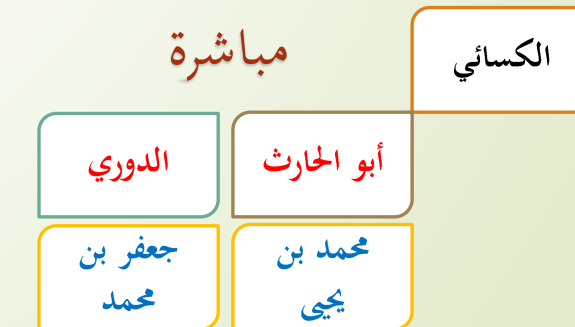 الكسائي
مباشرة
أبو الحارث
الدوري
محمد بن
يحيى
جعفر بن
محمد